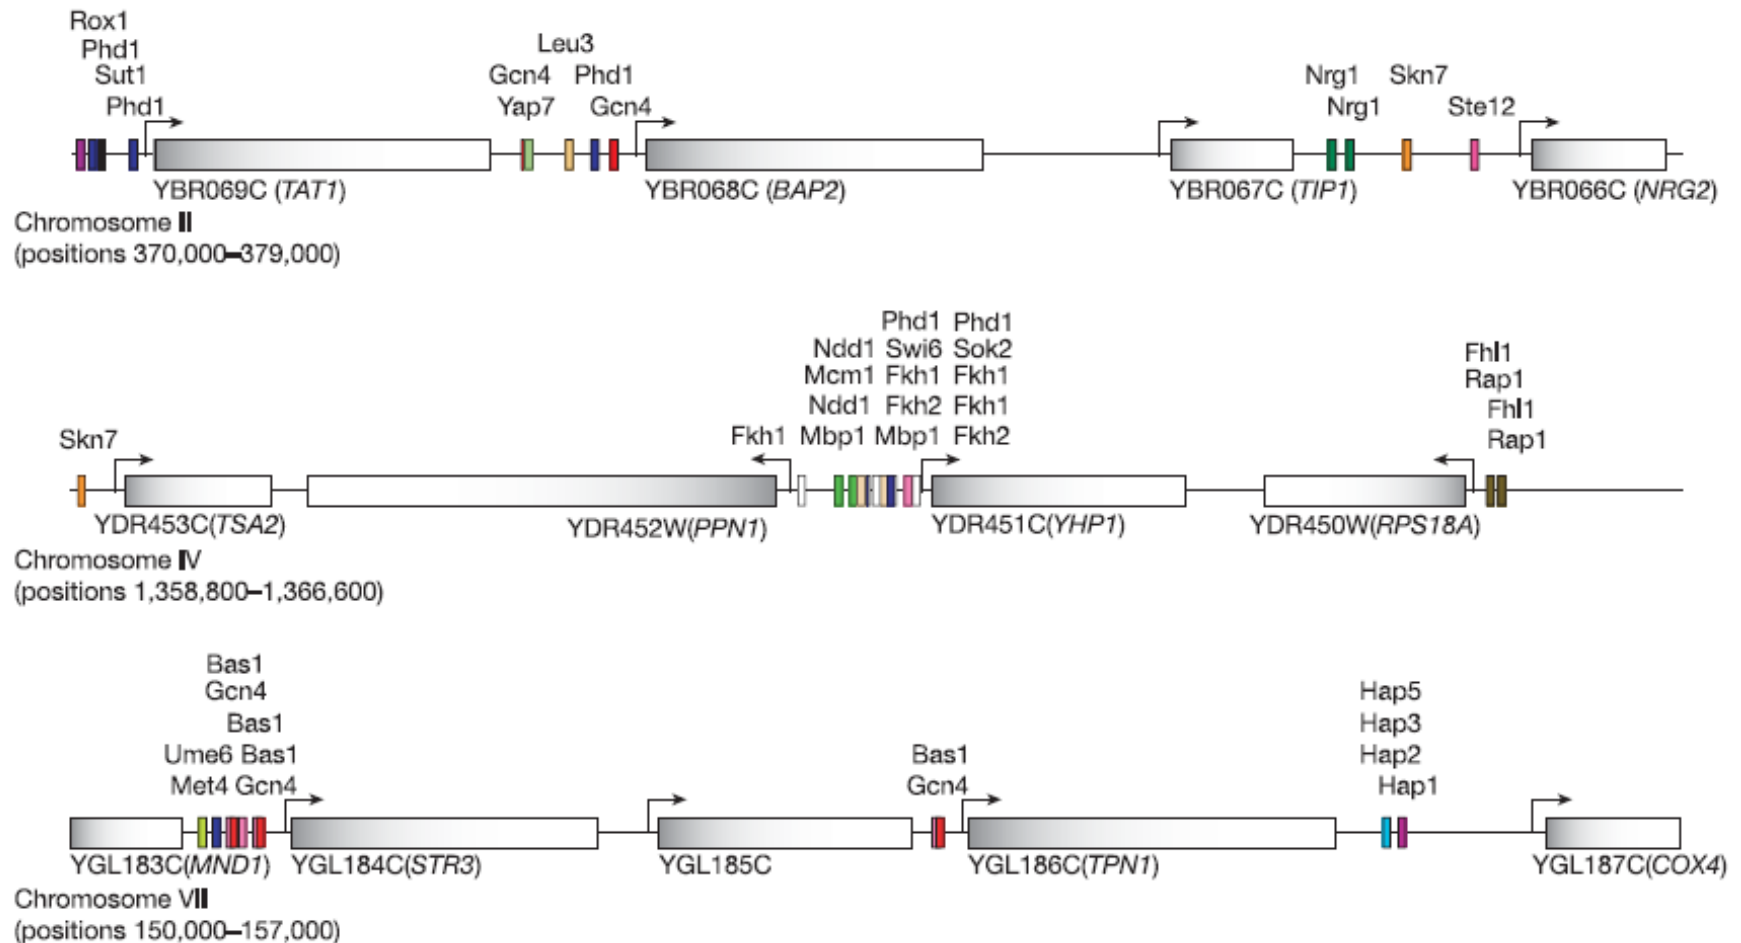 Rox1
Phd1
Sut1
Phd1
Leu3
Gcn4 Phd1
Yap7 Gcn4
Nrg1 Skn7
Nrg1 Ste12
YBR069C (TAT1) YBR068C (BAP2) YBR067C (TIP1) YBR066C (NRG2)
Chromosome II
(positions 370,000–379,000)
Phd1 Phd1
Ndd1 Swi6 Sok2
Mcm1 Fkh1 Fkh1
Ndd1 Fkh2 Fkh1
Skn7 Fkh1 Mbp1 Mbp1 Fkh2
Fhl1
Rap1
Fhl1
Rap1
YDR453C(TSA2) YDR452W(PPN1) YDR451C(YHP1) YDR450W(RPS18A)
Chromosome IV
(positions 1,358,800–1,366,600)
Bas1
Gcn4
Bas1
Ume6 Bas1
Met4 Gcn4
Bas1
Gcn4
Hap5
Hap3
Hap2
Hap1
YGL183C(MND1) YGL184C(STR3) YGL185C YGL186C(TPN1) YGL187C(COX4)
Chromosome VII
(positions 150,000–157,000)